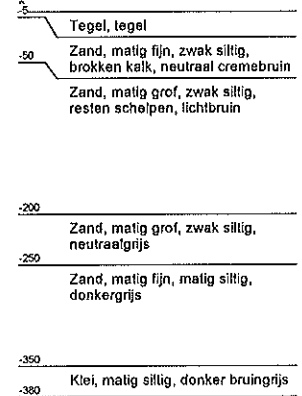 -5
Tegel, tegel
-50
Zand, matig fijn, zwak siltig,
brokken kalk, neutraal cremebruin
Zand, matig grof, zwak siltig,
resten schelpen, lichtbruin
-200
Zand, matig grof, zwak siltig,
neutraalgrijs
-250
Zand, matig fijn, matig siltig,
donkergrijs
-350
Klei, matig siltig, donker bruingrijs
-380